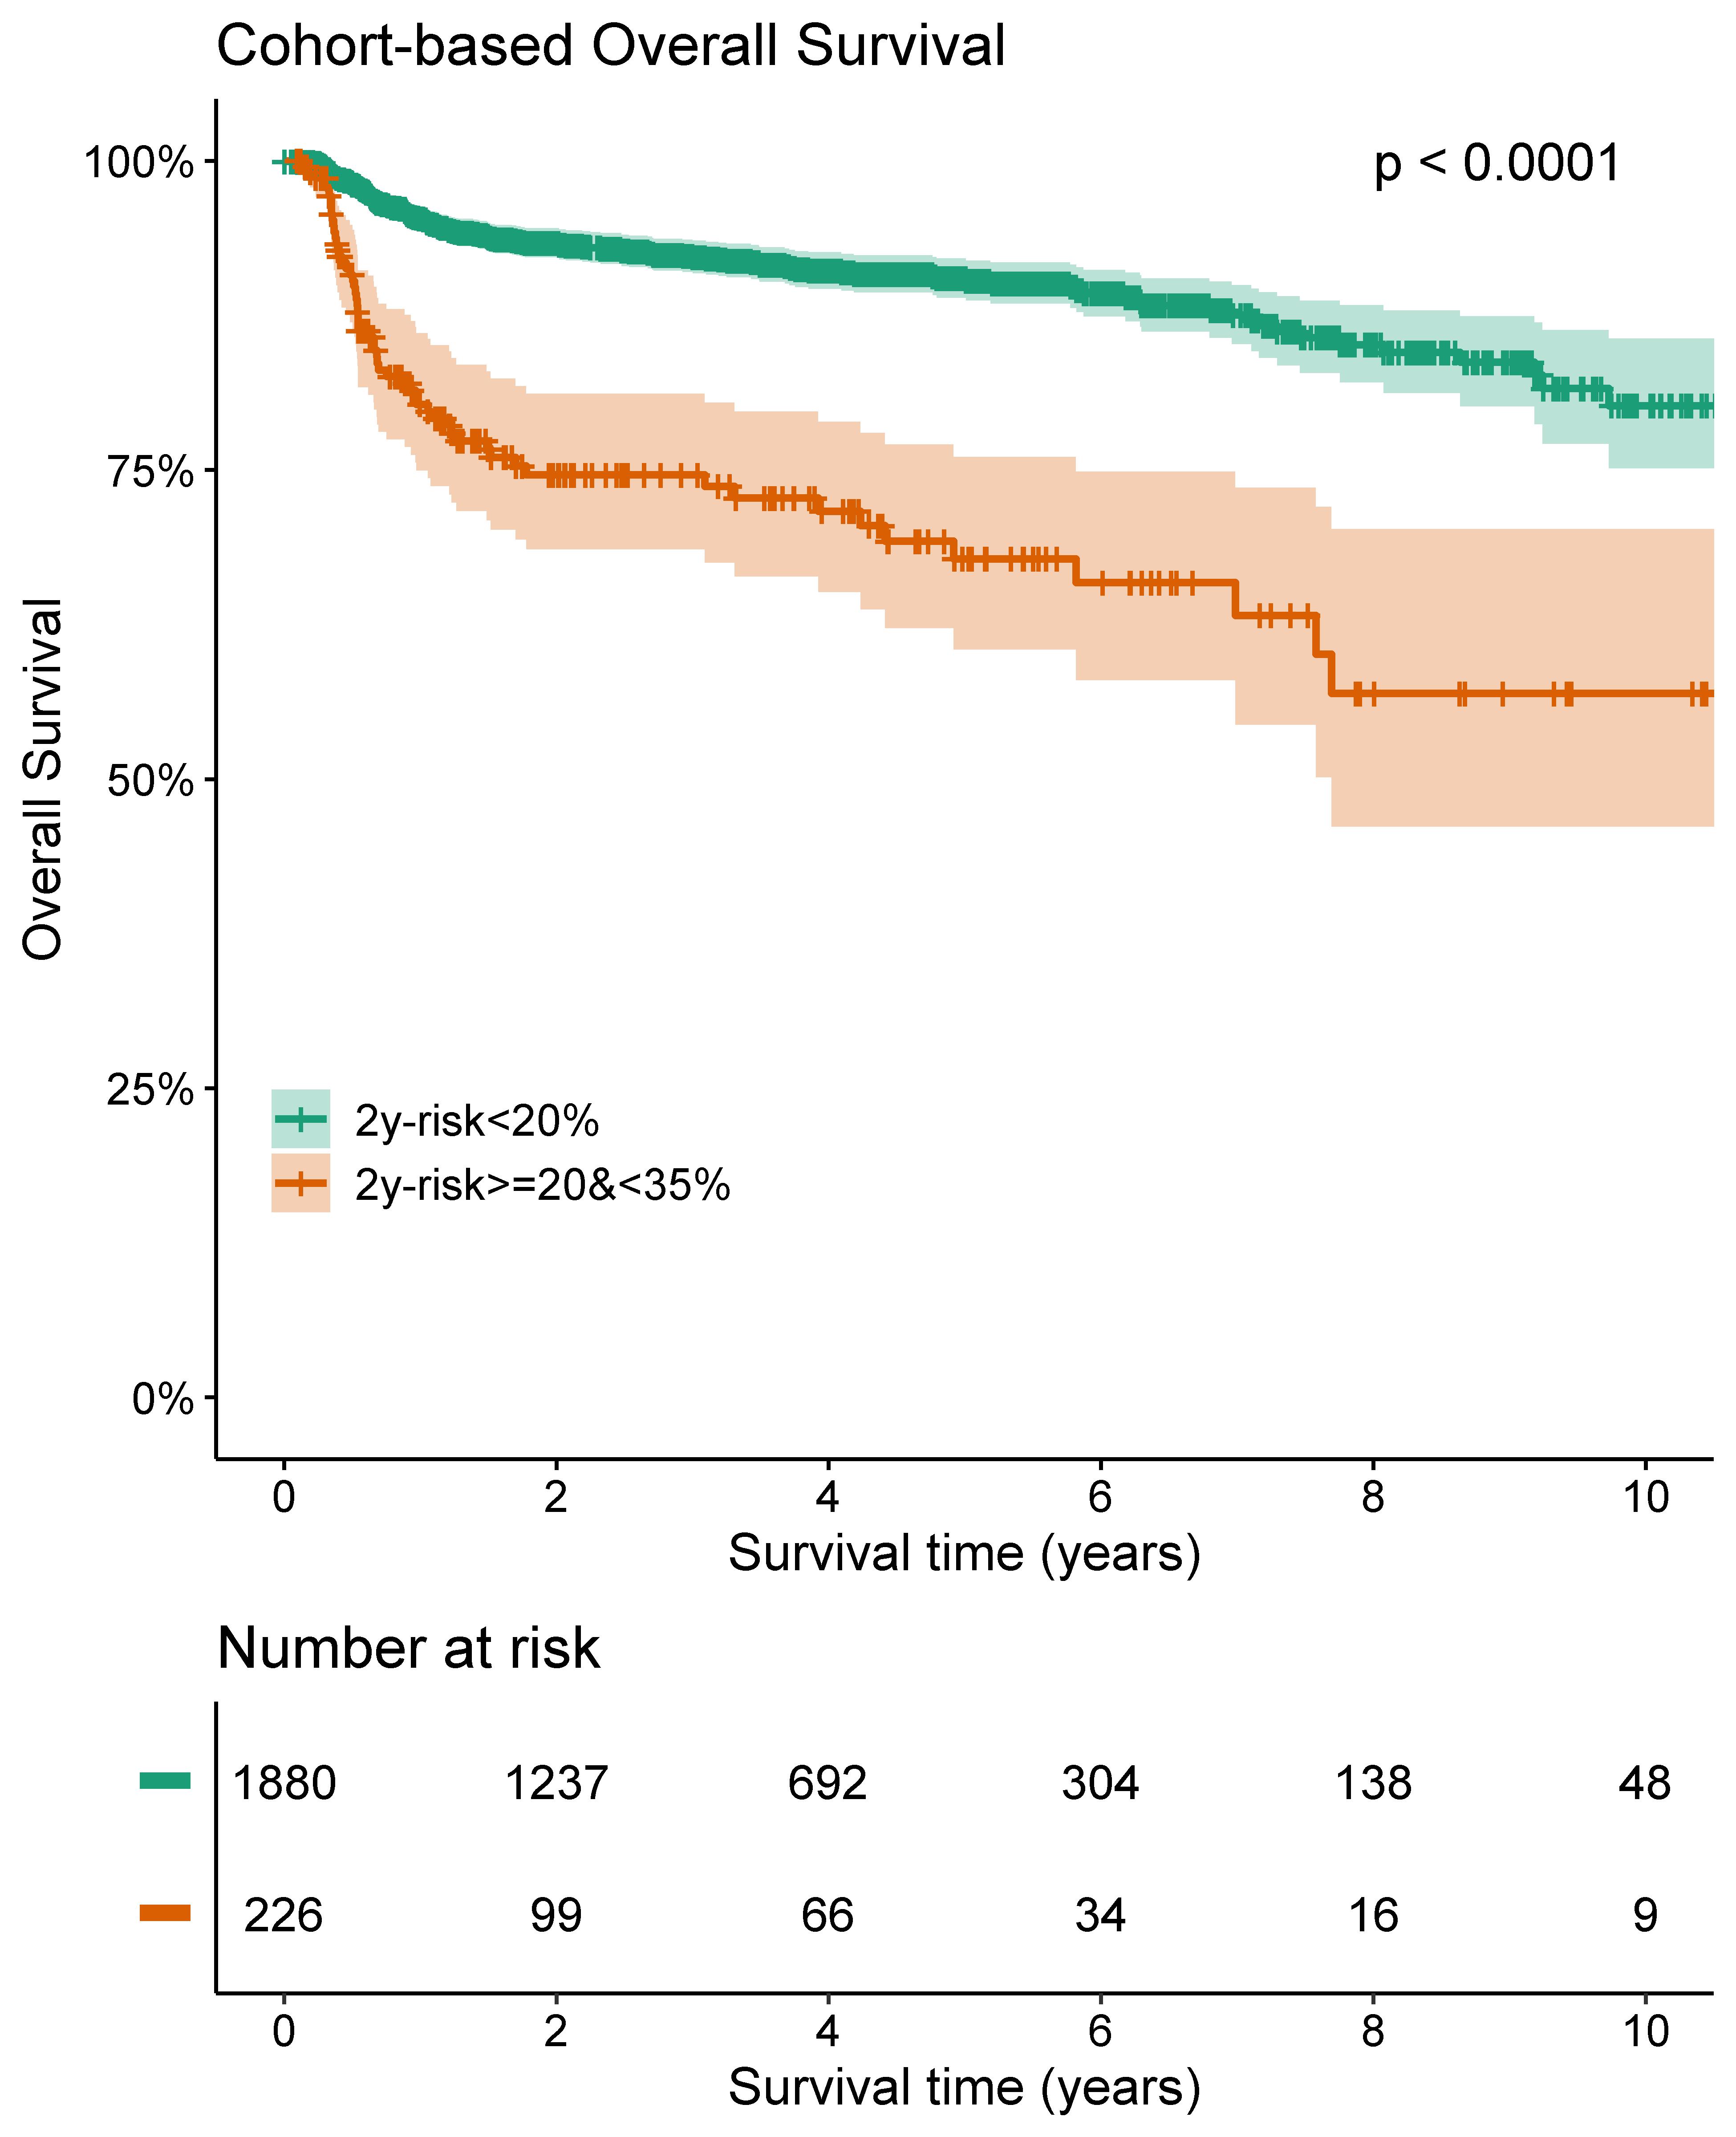 Cohort-based Overall Survival
p < 0.0001
100%
75%
50%
25%
0%
Overall Survival
2y-risk<20%
2y-risk>=20&<35%
0 2 4 6 8 10
Survival time (years)
Number at risk
1880 1237 692 304 138 48
226 99 66 34 16 9
0 2 4 6 8 10
Survival time (years)